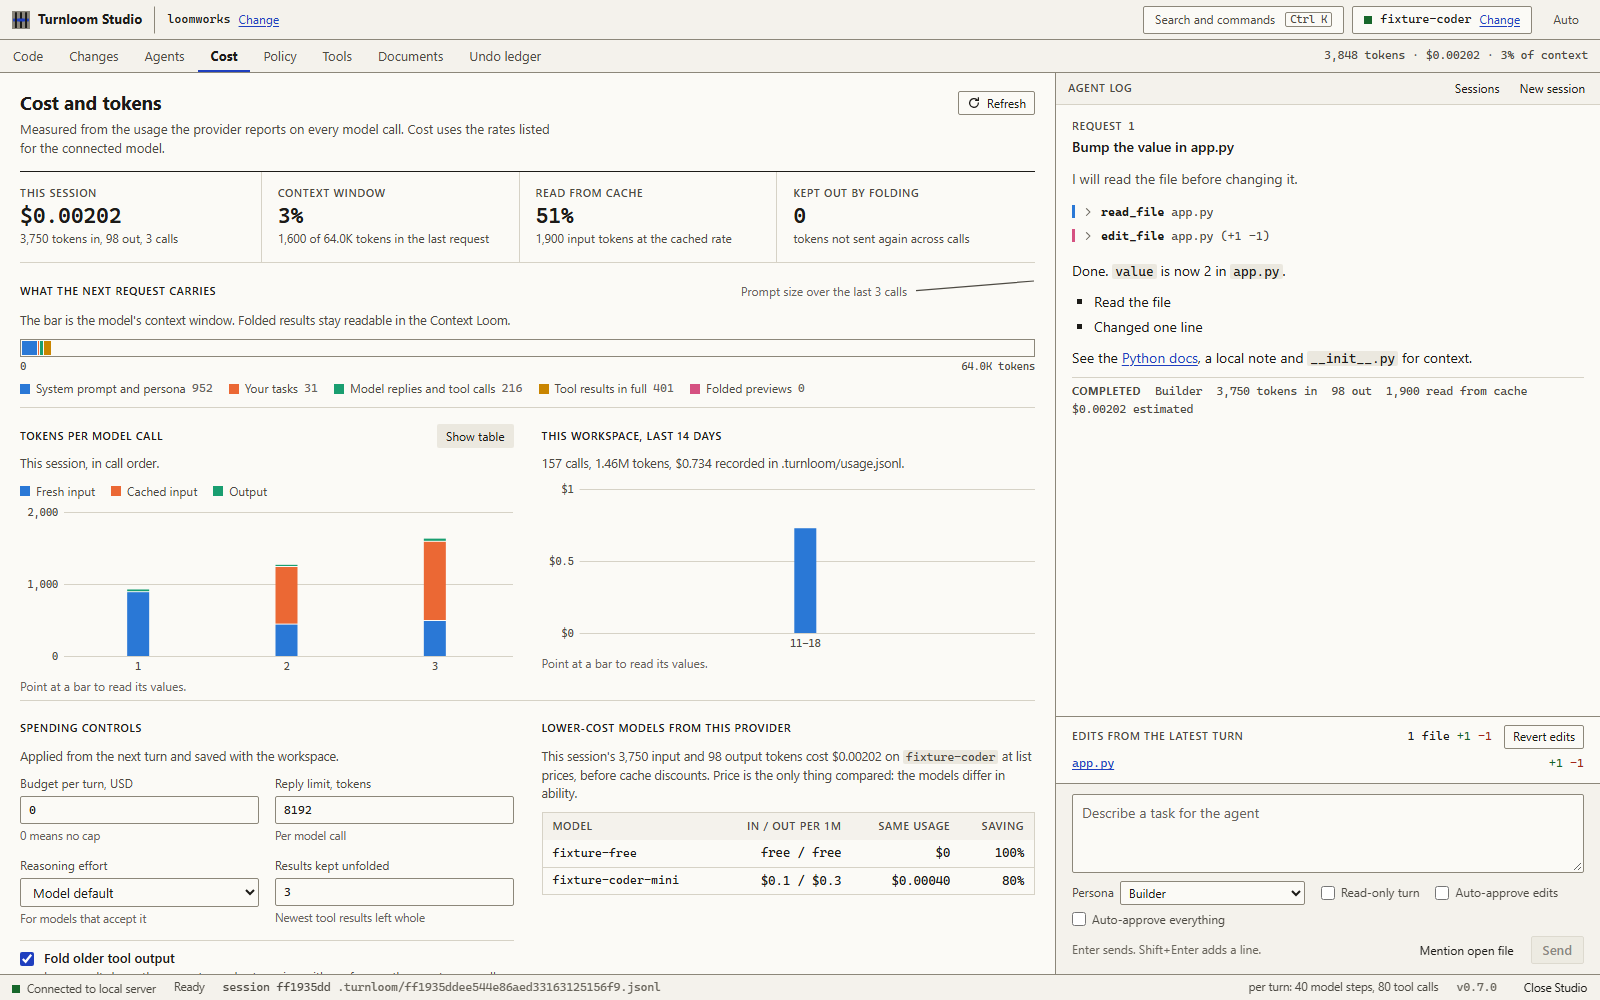 Turnloom Studio
loomworks Change
Search and commands Ctrl K
fixture-coder Change
Auto
Code Changes Agents Cost Policy Tools Documents Undo ledger
3,848 tokens · $0.00202 · 3% of context
Cost and tokens
Refresh
Measured from the usage the provider reports on every model call. Cost uses the rates listed
for the connected model.
THIS SESSION
$0.00202
3,750 tokens in, 98 out, 3 calls
CONTEXT WINDOW
3%
1,600 of 64.0K tokens in the last request
READ FROM CACHE
51%
1,900 input tokens at the cached rate
KEPT OUT BY FOLDING
0
tokens not sent again across calls
WHAT THE NEXT REQUEST CARRIES
Prompt size over the last 3 calls
The bar is the model's context window. Folded results stay readable in the Context Loom.
0
64.0K tokens
System prompt and persona 952 Your tasks 31 Model replies and tool calls 216 Tool results in full 401 Folded previews 0
TOKENS PER MODEL CALL
Show table
This session, in call order.
Fresh input Cached input Output
2,000
1,000
0
1 2 3
Point at a bar to read its values.
THIS WORKSPACE, LAST 14 DAYS
157 calls, 1.46M tokens, $0.734 recorded in .turnloom/usage.jsonl.
$1
$0.5
$0
11-18
Point at a bar to read its values.
SPENDING CONTROLS
Applied from the next turn and saved with the workspace.
Budget per turn, USD
0
0 means no cap
Reply limit, tokens
8192
Per model call
Reasoning effort
Model default
For models that accept it
Results kept unfolded
3
Newest tool results left whole
Fold older tool output
LOWER-COST MODELS FROM THIS PROVIDER
This session's 3,750 input and 98 output tokens cost $0.00202 on fixture-coder at list
prices, before cache discounts. Price is the only thing compared: the models differ in
ability.
MODEL IN / OUT PER 1M SAME USAGE SAVING
fixture-free free / free $0 100%
fixture-coder-mini $0.1 / $0.3 $0.00040 80%
AGENT LOG
Sessions New session
REQUEST 1
Bump the value in app.py
I will read the file before changing it.
> read_file app.py
> edit_file app.py (+1 −1)
Done. value is now 2 in app.py.
Read the file
Changed one line
See the Python docs, a local note and __init__.py for context.
COMPLETED Builder 3,750 tokens in 98 out 1,900 read from cache
$0.00202 estimated
EDITS FROM THE LATEST TURN
1 file +1 −1
Revert edits
app.py
+1 −1
Describe a task for the agent
Persona Builder Read-only turn Auto-approve edits
Auto-approve everything
Enter sends. Shift+Enter adds a line.
Mention open file Send
Connected to local server Ready session ff1935dd .turnloom/ff1935ddee544e86aed33163125156f9.jsonl
per turn: 40 model steps, 80 tool calls v0.7.0 Close Studio